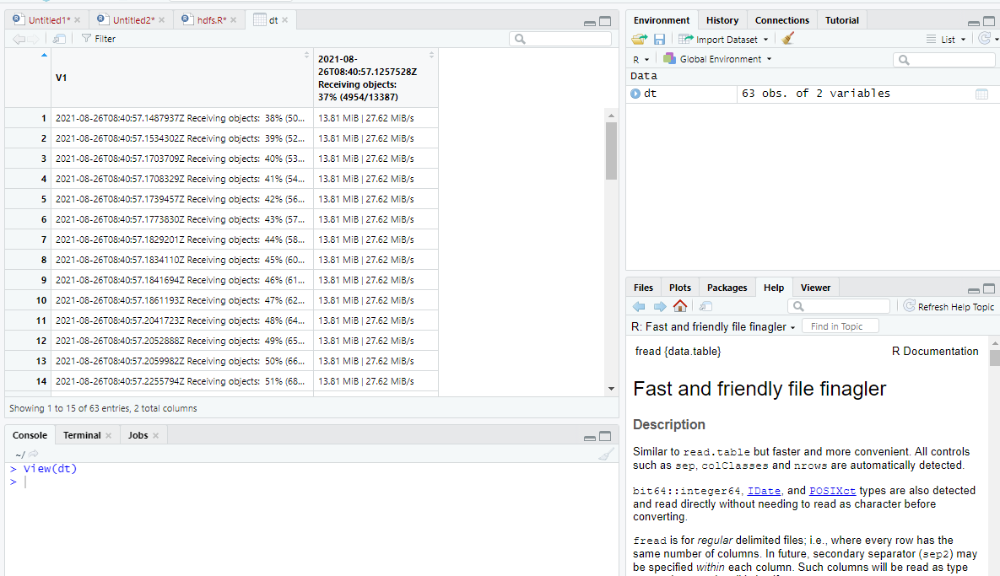 Untitled1* Untitled2* hdfs.R* dt
Filter
V1
2021-08-
26T08:40:57.1257528Z
Receiving objects:
37% (4954/13387)
1 2021-08-26T08:40:57.1487937Z Receiving objects: 38% (50... 13.81 MiB | 27.62 MiB/s
2 2021-08-26T08:40:57.1534302Z Receiving objects: 39% (52... 13.81 MiB | 27.62 MiB/s
3 2021-08-26T08:40:57.1703709Z Receiving objects: 40% (53... 13.81 MiB | 27.62 MiB/s
4 2021-08-26T08:40:57.1708329Z Receiving objects: 41% (54... 13.81 MiB | 27.62 MiB/s
5 2021-08-26T08:40:57.1739457Z Receiving objects: 42% (56... 13.81 MiB | 27.62 MiB/s
6 2021-08-26T08:40:57.1773830Z Receiving objects: 43% (57... 13.81 MiB | 27.62 MiB/s
7 2021-08-26T08:40:57.1829201Z Receiving objects: 44% (58... 13.81 MiB | 27.62 MiB/s
8 2021-08-26T08:40:57.1834110Z Receiving objects: 45% (60... 13.81 MiB | 27.62 MiB/s
9 2021-08-26T08:40:57.1841694Z Receiving objects: 46% (61... 13.81 MiB | 27.62 MiB/s
10 2021-08-26T08:40:57.1861193Z Receiving objects: 47% (62... 13.81 MiB | 27.62 MiB/s
11 2021-08-26T08:40:57.2041723Z Receiving objects: 48% (64... 13.81 MiB | 27.62 MiB/s
12 2021-08-26T08:40:57.2052888Z Receiving objects: 49% (65... 13.81 MiB | 27.62 MiB/s
13 2021-08-26T08:40:57.2059982Z Receiving objects: 50% (66... 13.81 MiB | 27.62 MiB/s
14 2021-08-26T08:40:57.2255794Z Receiving objects: 51% (68... 13.81 MiB | 27.62 MiB/s
Showing 1 to 15 of 63 entries, 2 total columns
Console Terminal Jobs
~/
> View(dt)
>
Environment History Connections Tutorial
Import Dataset List
R Global Environment
Data
dt 63 obs. of 2 variables
Files Plots Packages Help Viewer
Refresh Help Topic
R: Fast and friendly file finagler Find in Topic
fread {data.table} R Documentation
Fast and friendly file finagler
Description
Similar to read.table but faster and more convenient. All controls
such as sep, colClasses and nrows are automatically detected.
bit64::integer64, IDate, and POSIXct types are also detected
and read directly without needing to read as character before
converting.
fread is for regular delimited files; i.e., where every row has the
same number of columns. In future, secondary separator (sep2) may
be specified within each column. Such columns will be read as type